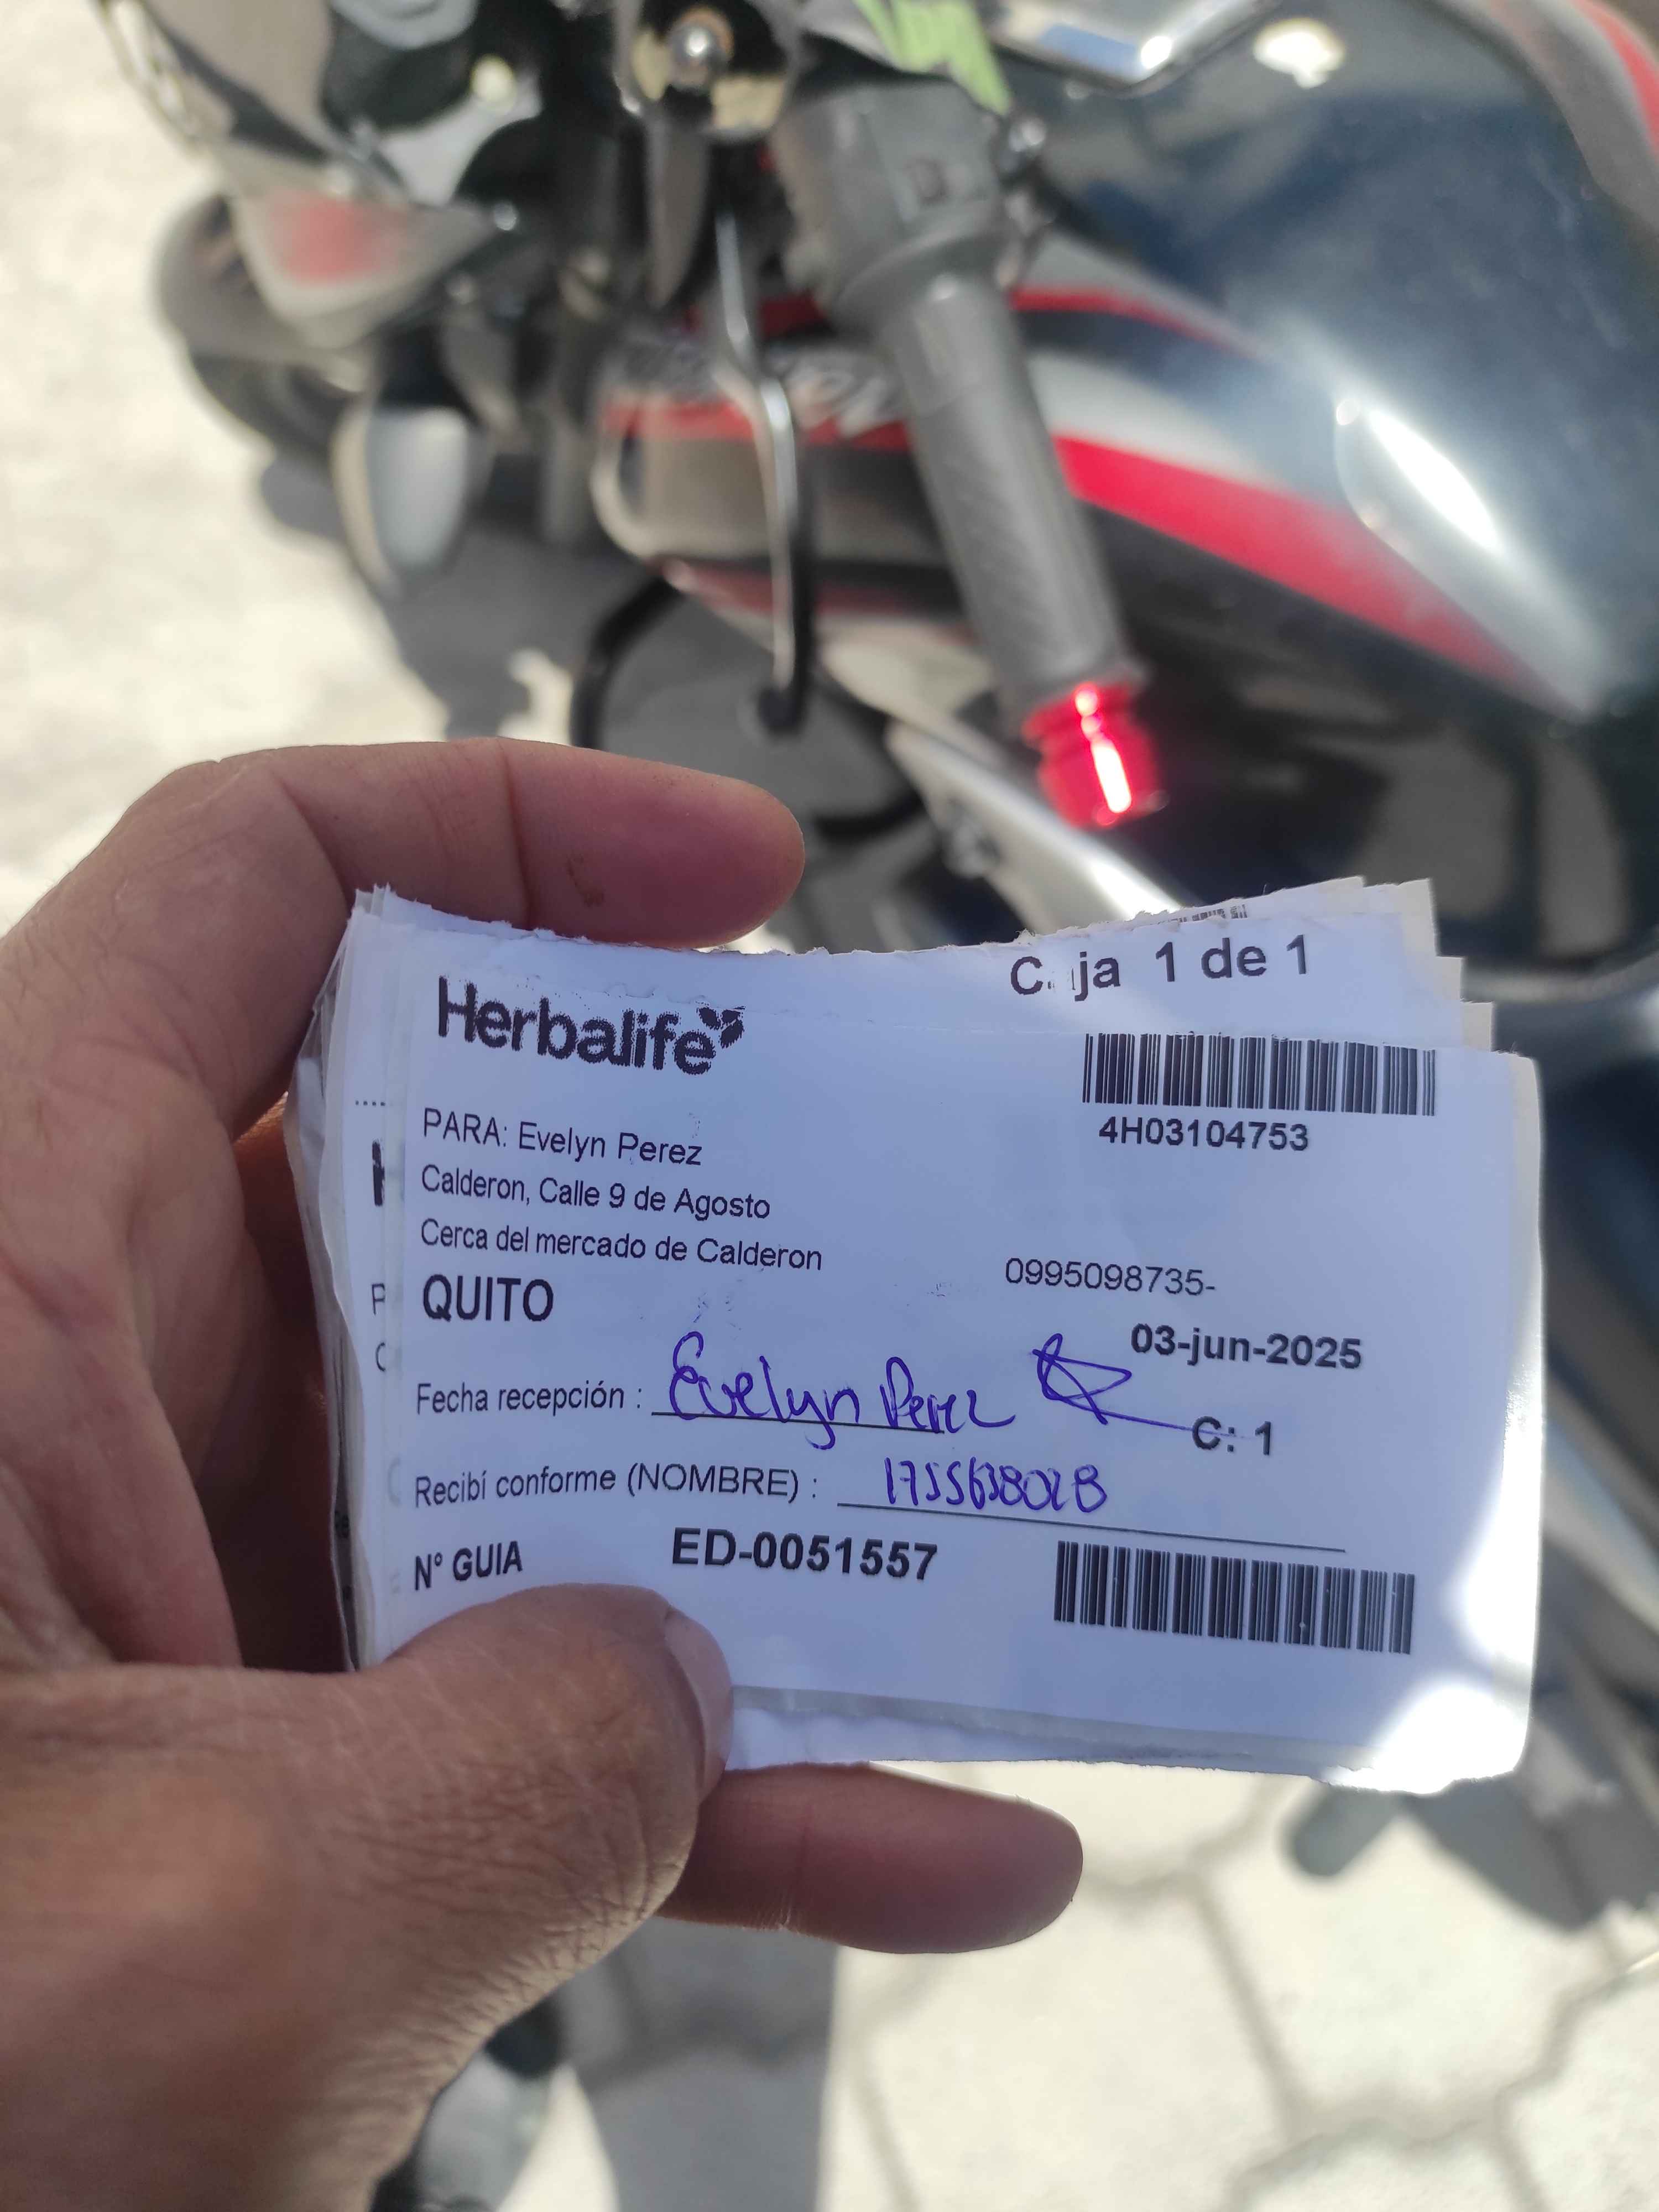 Caja 1 de 1
Herbalife
4H03104753
PARA: Evelyn Perez
Calderon, Calle 9 de Agosto
Cerca del mercado de Calderon
0995098735-
QUITO
03-jun-2025
Fecha recepción : Evelyn Perez
C: 1
Recibí conforme (NOMBRE) : 1755638028
N° GUIA ED-0051557